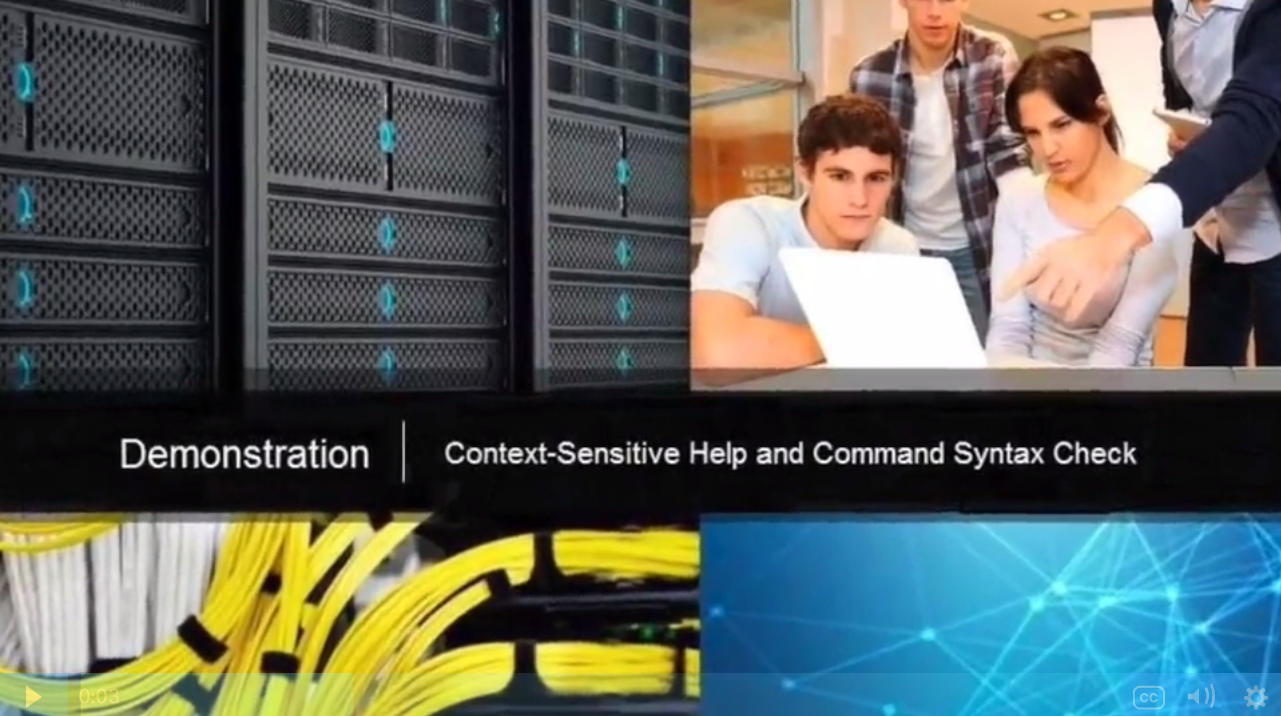 Demonstration
Context-Sensitive Help and Command Syntax Check
0:03
CC